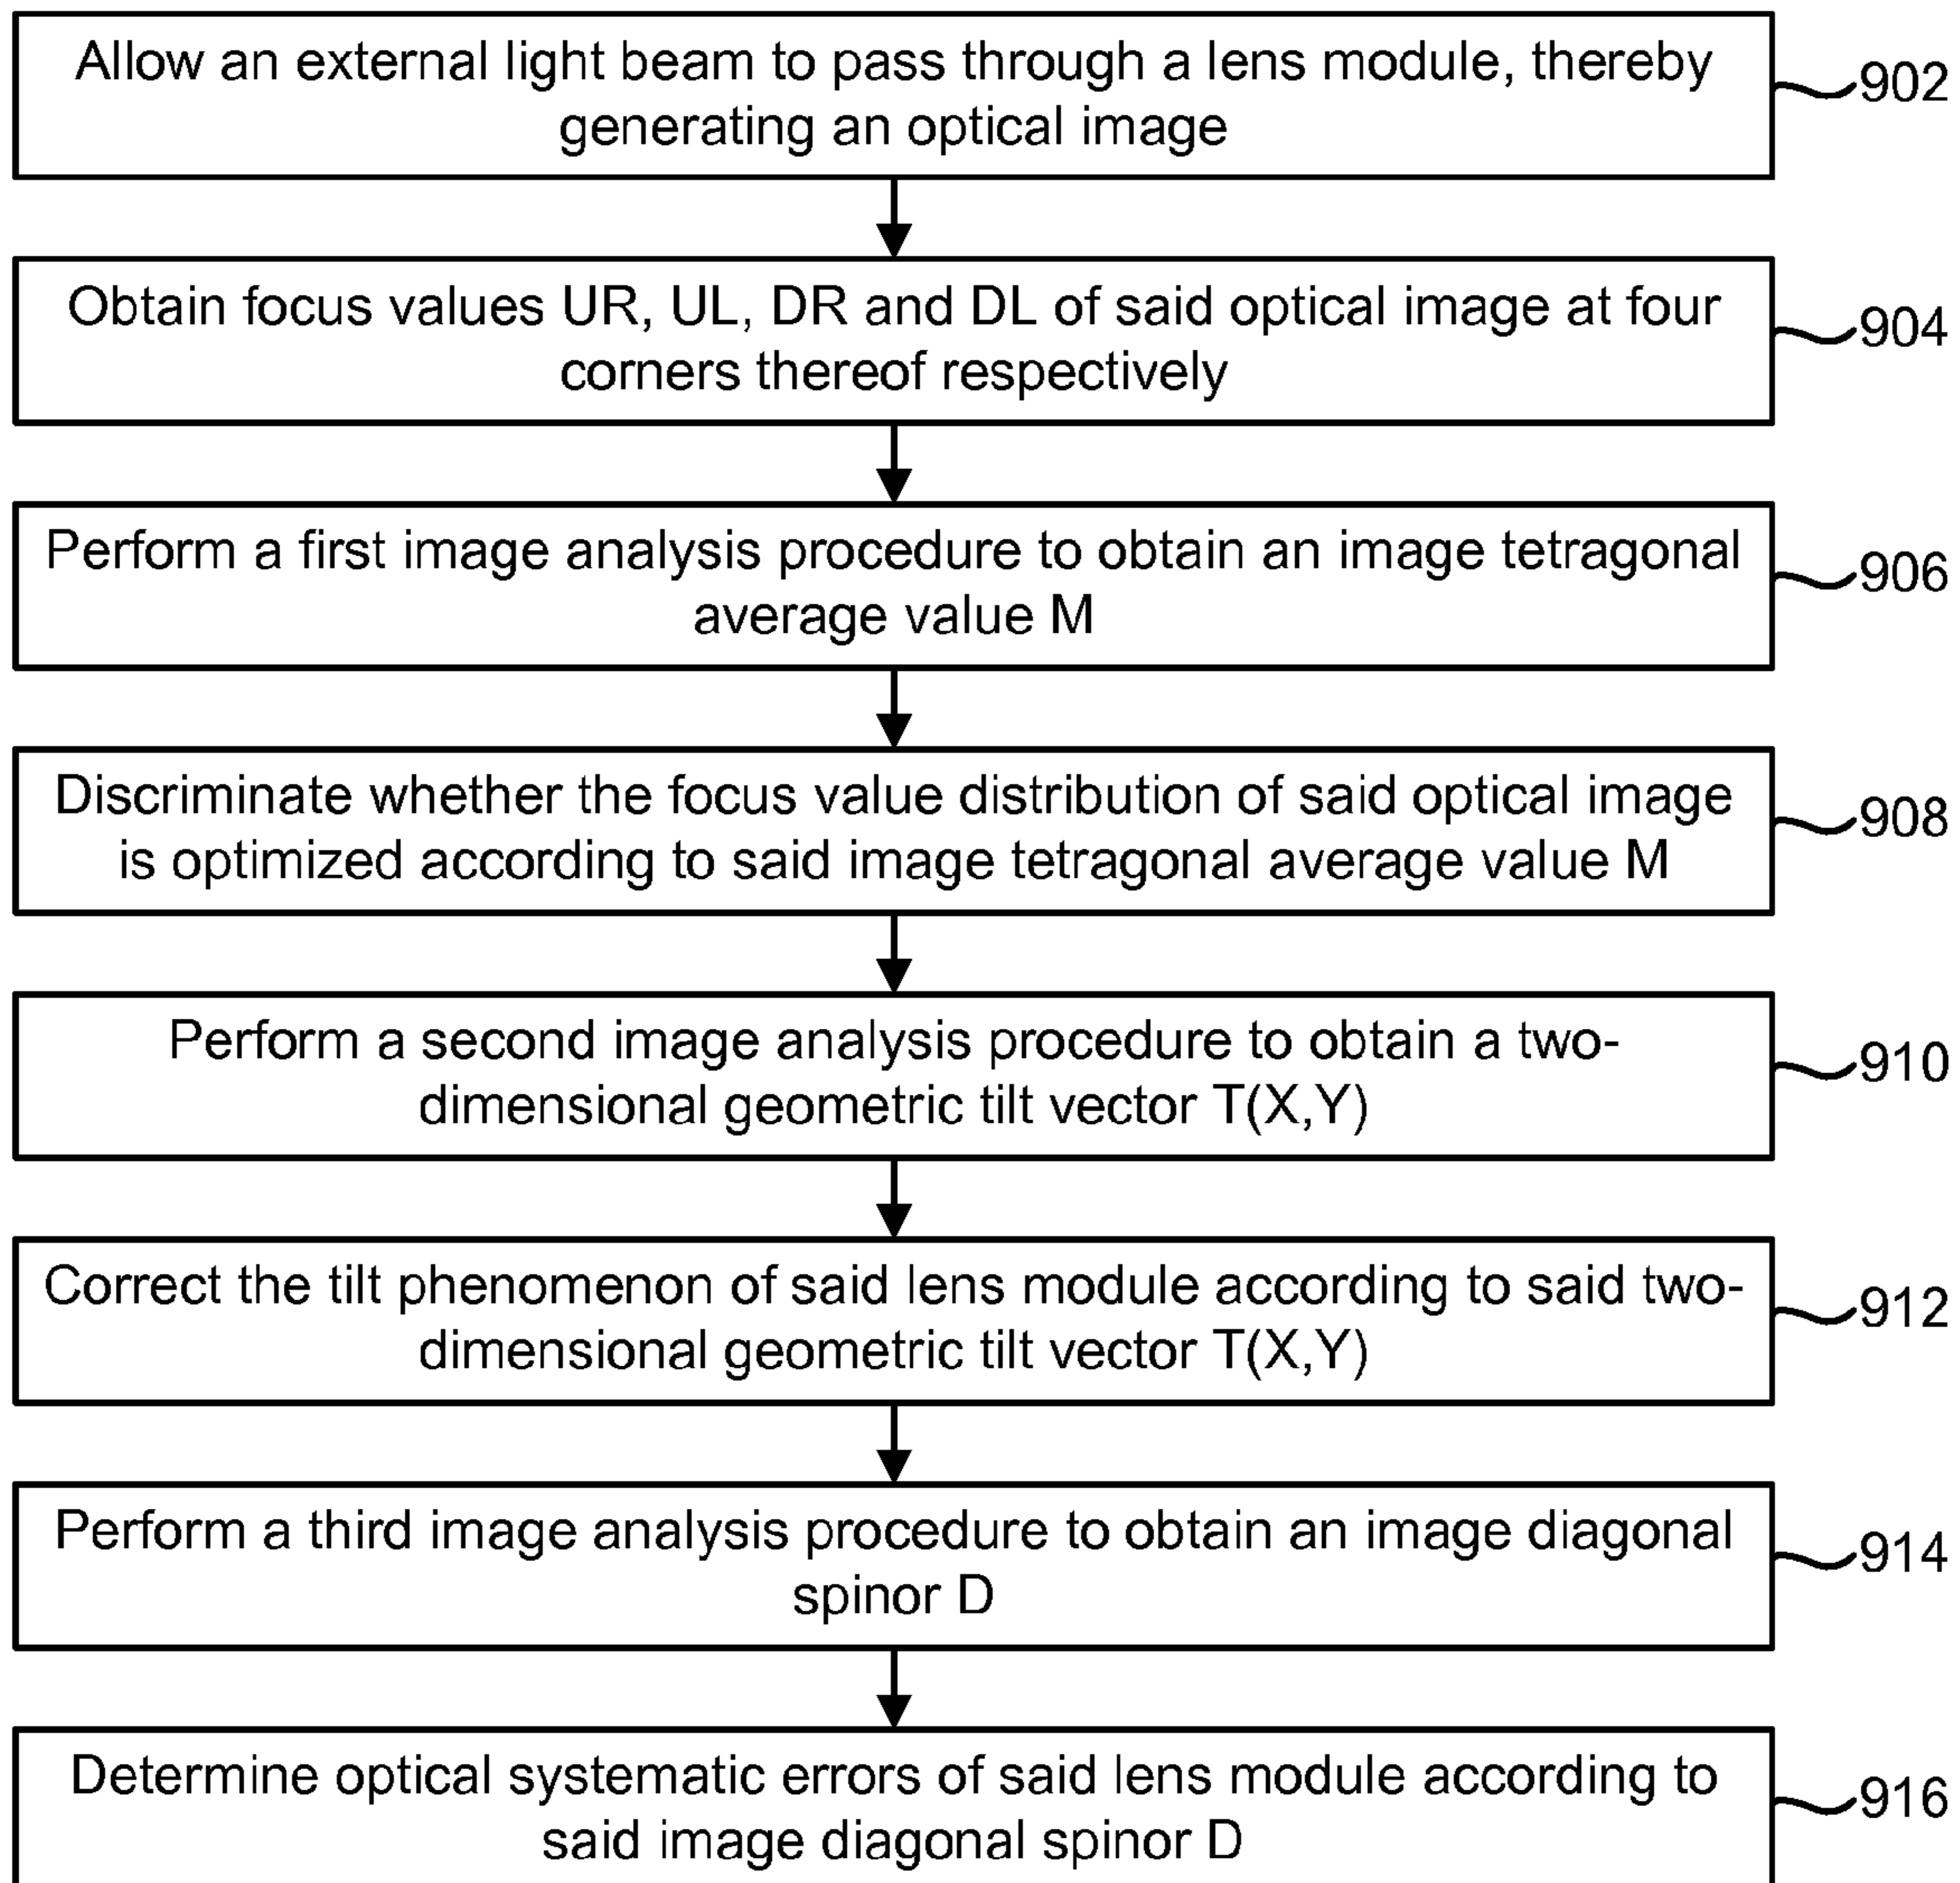 Allow an external light beam to pass through a lens module, thereby
generating an optical image
902
Obtain focus values UR, UL, DR and DL of said optical image at four
corners thereof respectively
904
Perform a first image analysis procedure to obtain an image tetragonal
average value M
906
Discriminate whether the focus value distribution of said optical image
is optimized according to said image tetragonal average value M
908
Perform a second image analysis procedure to obtain a two-
dimensional geometric tilt vector T(X,Y)
910
Correct the tilt phenomenon of said lens module according to said two-
dimensional geometric tilt vector T(X,Y)
912
Perform a third image analysis procedure to obtain an image diagonal
spinor D
914
Determine optical systematic errors of said lens module according to
said image diagonal spinor D
916